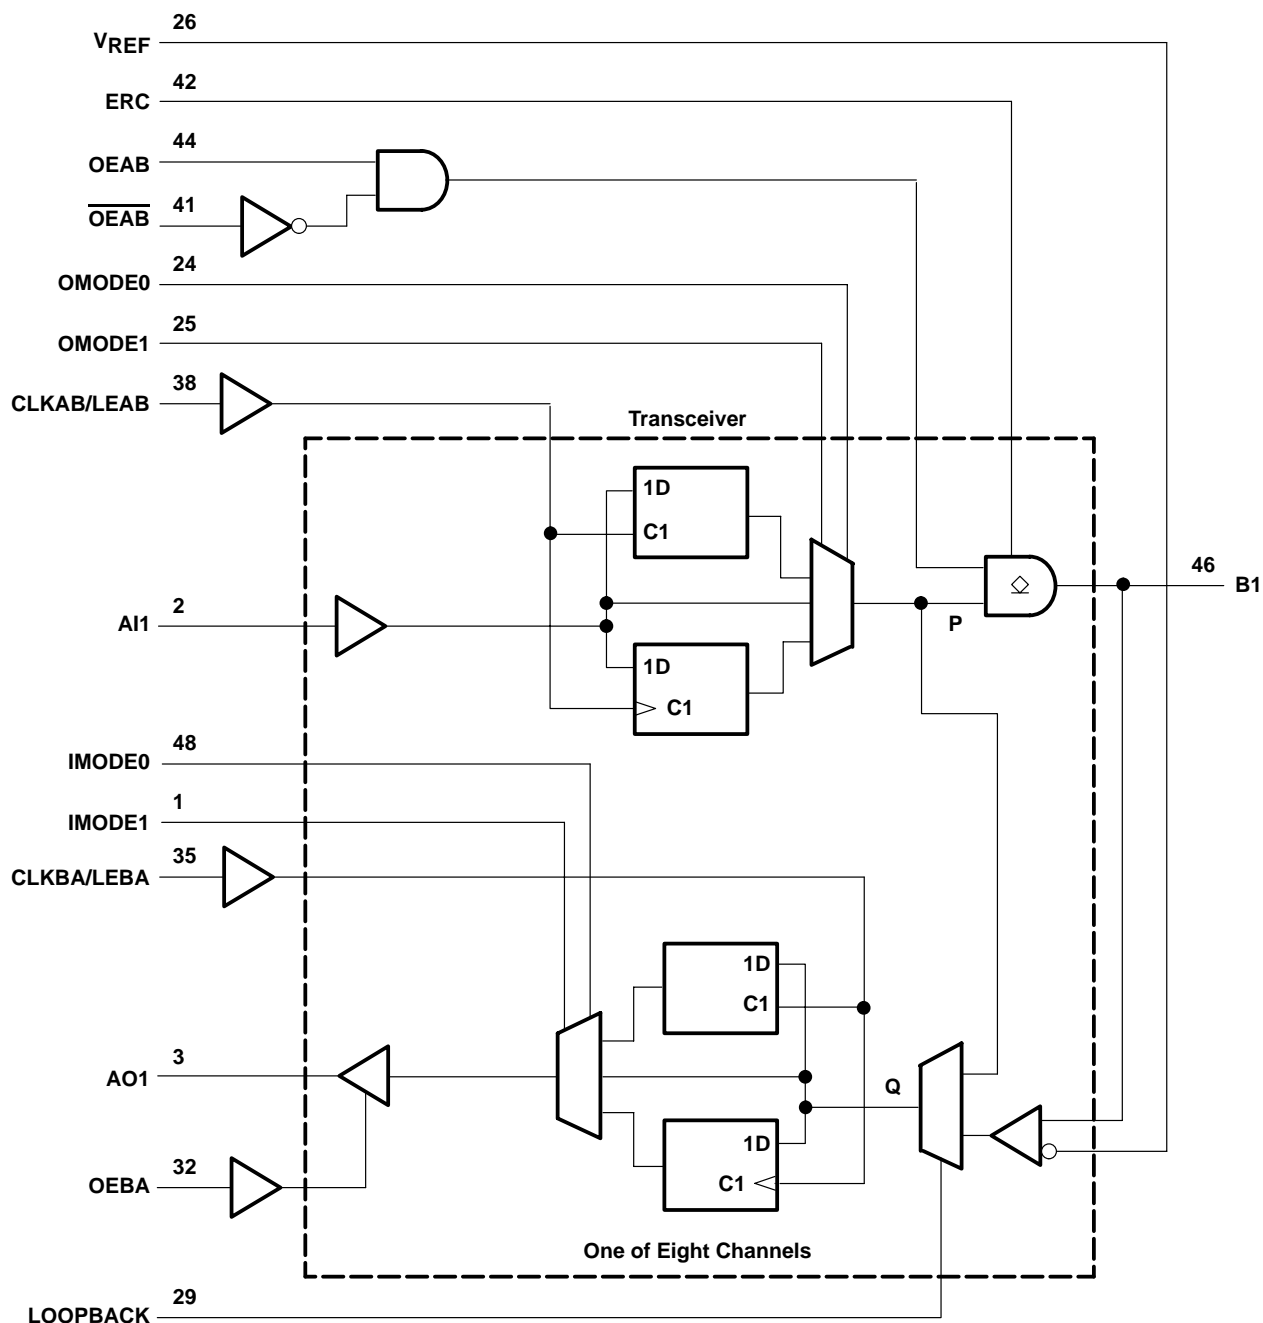 26
VREF
42
ERC
44
OEAB
41
OEAB
24
OMODE0
25
OMODE1
38
CLKAB/LEAB
Transceiver
1D
C1
46
B1
2
AI1
P
1D
C1
48
IMODE0
1
IMODE1
35
CLKBA/LEBA
1D
C1
3
AO1
Q
1D
C1
32
OEBA
One of Eight Channels
29
LOOPBACK